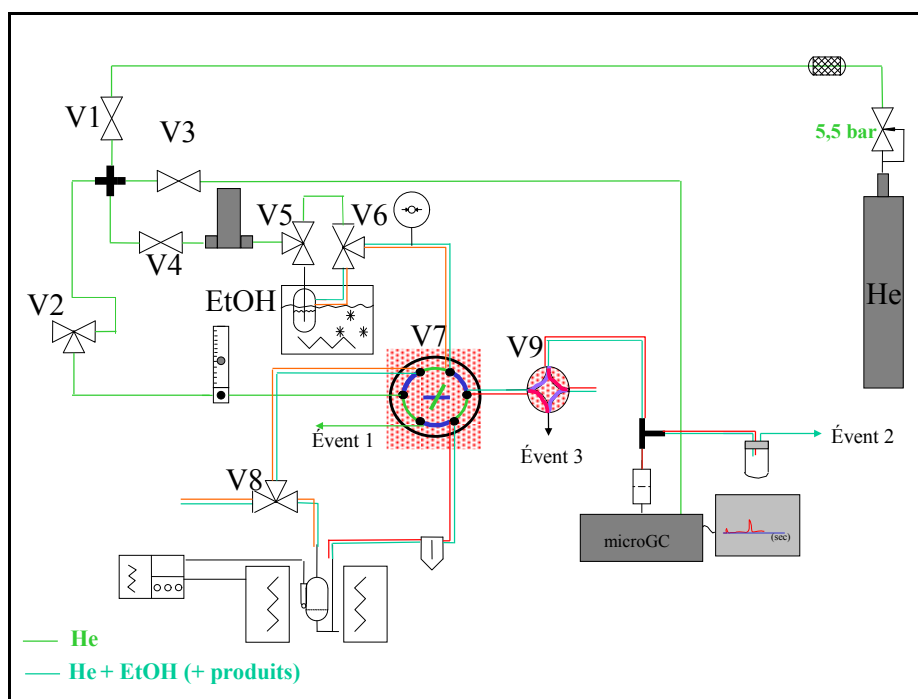 V1
V3
5,5 bar
V5
V6
V4
He
EtOH
V2
V7
V9
Évent 1
Évent 3
Évent 2
V8
microGC
(sec)
He
He + EtOH (+ produits)